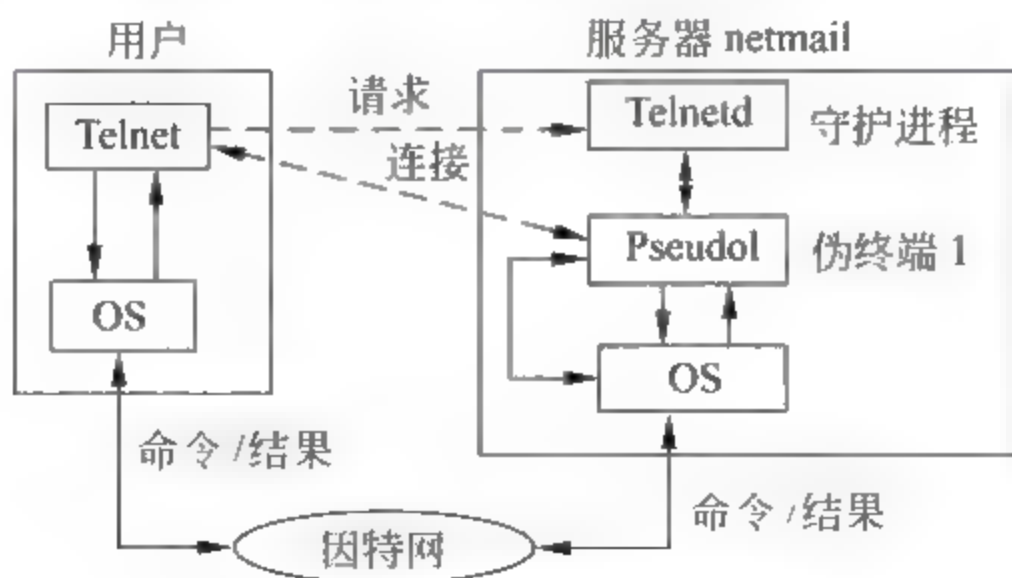 用户
服务器 netmail
Telnet
请求
连接
Telnetd
守护进程
Pseudol
伪终端 1
OS
OS
命令/结果
命令/结果
因特网